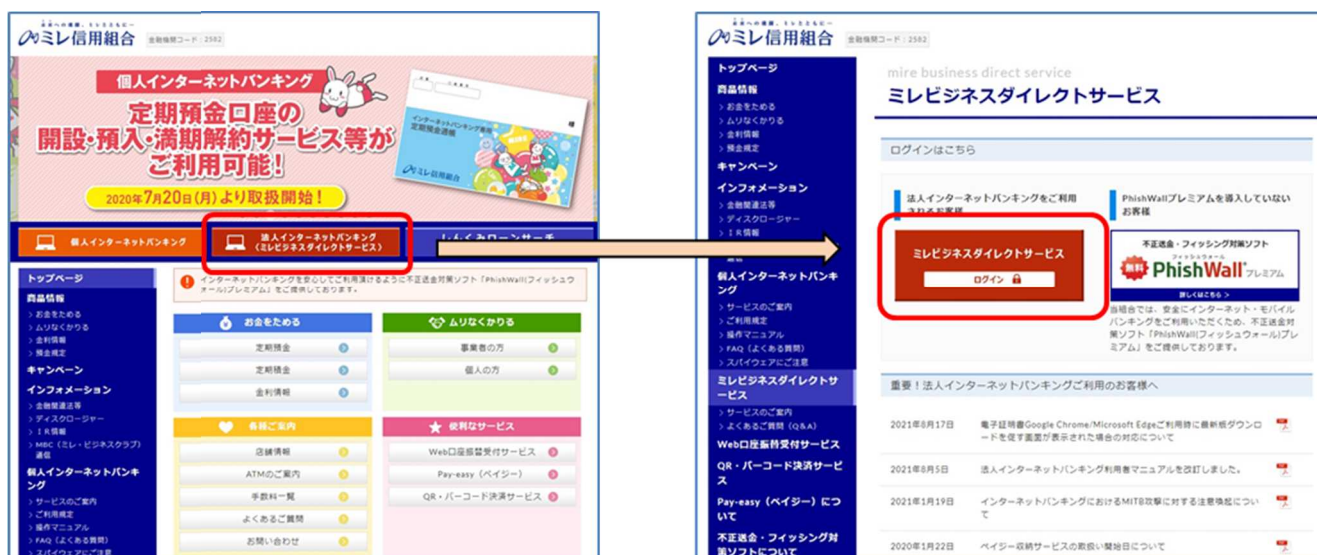 未来への飛躍、ミレとともに―
ミレ信用組合
金融機関コード：2582
個人インターネットバンキング
定期預金口座の
開設・預入・満期解約サービス等が
ご利用可能！
2020年7月20日(月)より取扱開始！
インターネットバンキング専用
定期預金通帳
様
ミレ信用組合
個人インターネットバンキング
法人インターネットバンキング
（ミレビジネスダイレクトサービス）
しんくみローンサーチ
トップページ
商品情報
> お金をためる
> ムリなくかりる
> 金利情報
> 預金規定
キャンペーン
インフォメーション
> 金融関連法等
> ディスクロージャー
> IR情報
> MBC（ミレ・ビジネスクラブ）
通信
個人インターネットバンキ
ング
> サービスのご案内
> ご利用規定
> 操作マニュアル
> FAQ（よくある質問）
> スパイウェアにご注意
インターネットバンキングを安心してご利用頂けるように不正送金対策ソフト「PhishWall(フィッシュウ
ォール)プレミアム」をご提供しております。
お金をためる
定期預金
定期積金
金利情報
ムリなくかりる
事業者の方
個人の方
各種ご案内
店舗情報
ATMのご案内
手数料一覧
よくあるご質問
お問い合わせ
便利なサービス
Web口座振替受付サービス
Pay-easy（ペイジー）
QR・バーコード決済サービス
未来への飛躍、ミレとともに―
ミレ信用組合
金融機関コード：2582
トップページ
商品情報
> お金をためる
> ムリなくかりる
> 金利情報
> 預金規定
キャンペーン
インフォメーション
> 金融関連法等
> ディスクロージャー
> IR情報
通信
個人インターネットバンキ
ング
> サービスのご案内
> ご利用規定
> 操作マニュアル
> FAQ（よくある質問）
> スパイウェアにご注意
ミレビジネスダイレクトサ
ービス
> サービスのご案内
> よくあるご質問（Q&A）
Web口座振替受付サービス
QR・バーコード決済サービ
ス
Pay-easy（ペイジー）につ
いて
不正送金・フィッシング対
策ソフトについて
mire business direct service
ミレビジネスダイレクトサービス
ログインはこちら
法人インターネットバンキングをご利用
されるお客様
ミレビジネスダイレクトサービス
ログイン
PhishWallプレミアムを導入していない
お客様
不正送金・フィッシング対策ソフト
フィッシュウォール
無料 PhishWall プレミアム
詳しくはこちら >
当組合では、安全にインターネット・モバイル
バンキングをご利用いただくため、不正送金対
策ソフト「PhishWall(フィッシュウォール)プレ
ミアム」をご提供しております。
重要！法人インターネットバンキングご利用のお客様へ
2021年8月17日 電子証明書Google Chrome/Microsoft Edgeご利用時に最新版ダウンロ
ードを促す画面が表示された場合の対応について
2021年8月5日 法人インターネットバンキング利用者マニュアルを改訂しました。
2021年1月19日 インターネットバンキングにおけるMITB攻撃に対する注意喚起につい
て
2020年1月22日 ペイジー収納サービスの取扱い開始日について